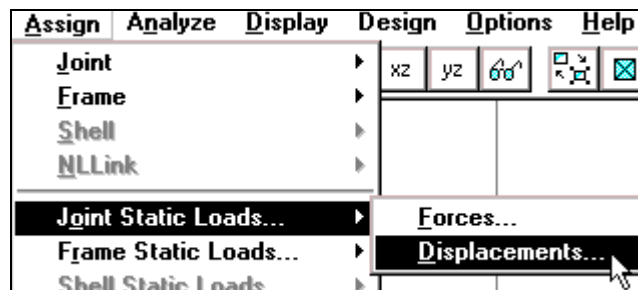 Assign Analyze Display Design Options Help
Joint
xz yz
Frame
Shell
NLLink
Joint Static Loads... Forces...
Frame Static Loads... Displacements...
Shell Static Loads